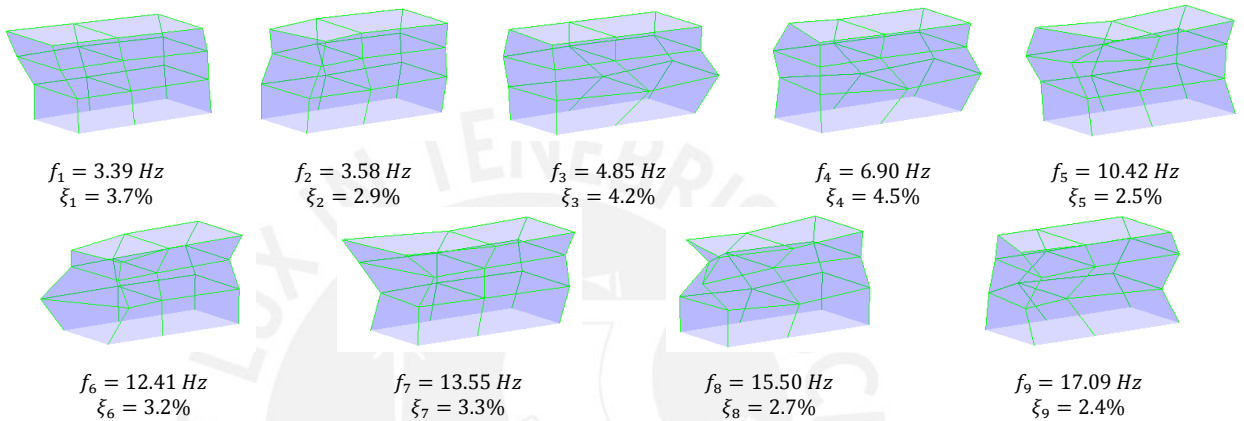 f₁ = 3.39 Hz
ξ₁ = 3.7%
f₂ = 3.58 Hz
ξ₂ = 2.9%
f₃ = 4.85 Hz
ξ₃ = 4.2%
f₄ = 6.90 Hz
ξ₄ = 4.5%
f₅ = 10.42 Hz
ξ₅ = 2.5%
f₆ = 12.41 Hz
ξ₆ = 3.2%
f₇ = 13.55 Hz
ξ₇ = 3.3%
f₈ = 15.50 Hz
ξ₈ = 2.7%
f₉ = 17.09 Hz
ξ₉ = 2.4%
LUX IN TENEBRIS